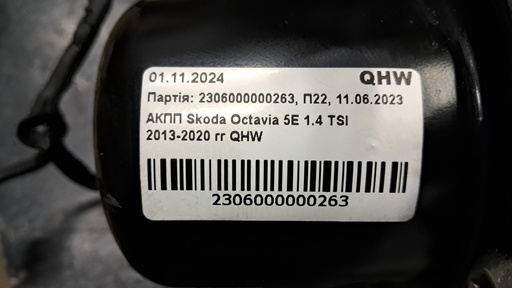 01.11.2024 QHW
Партія: 2306000000263, П22, 11.06.2023
АКПП Skoda Octavia 5E 1.4 TSI
2013-2020 гг QHW
2306000000263